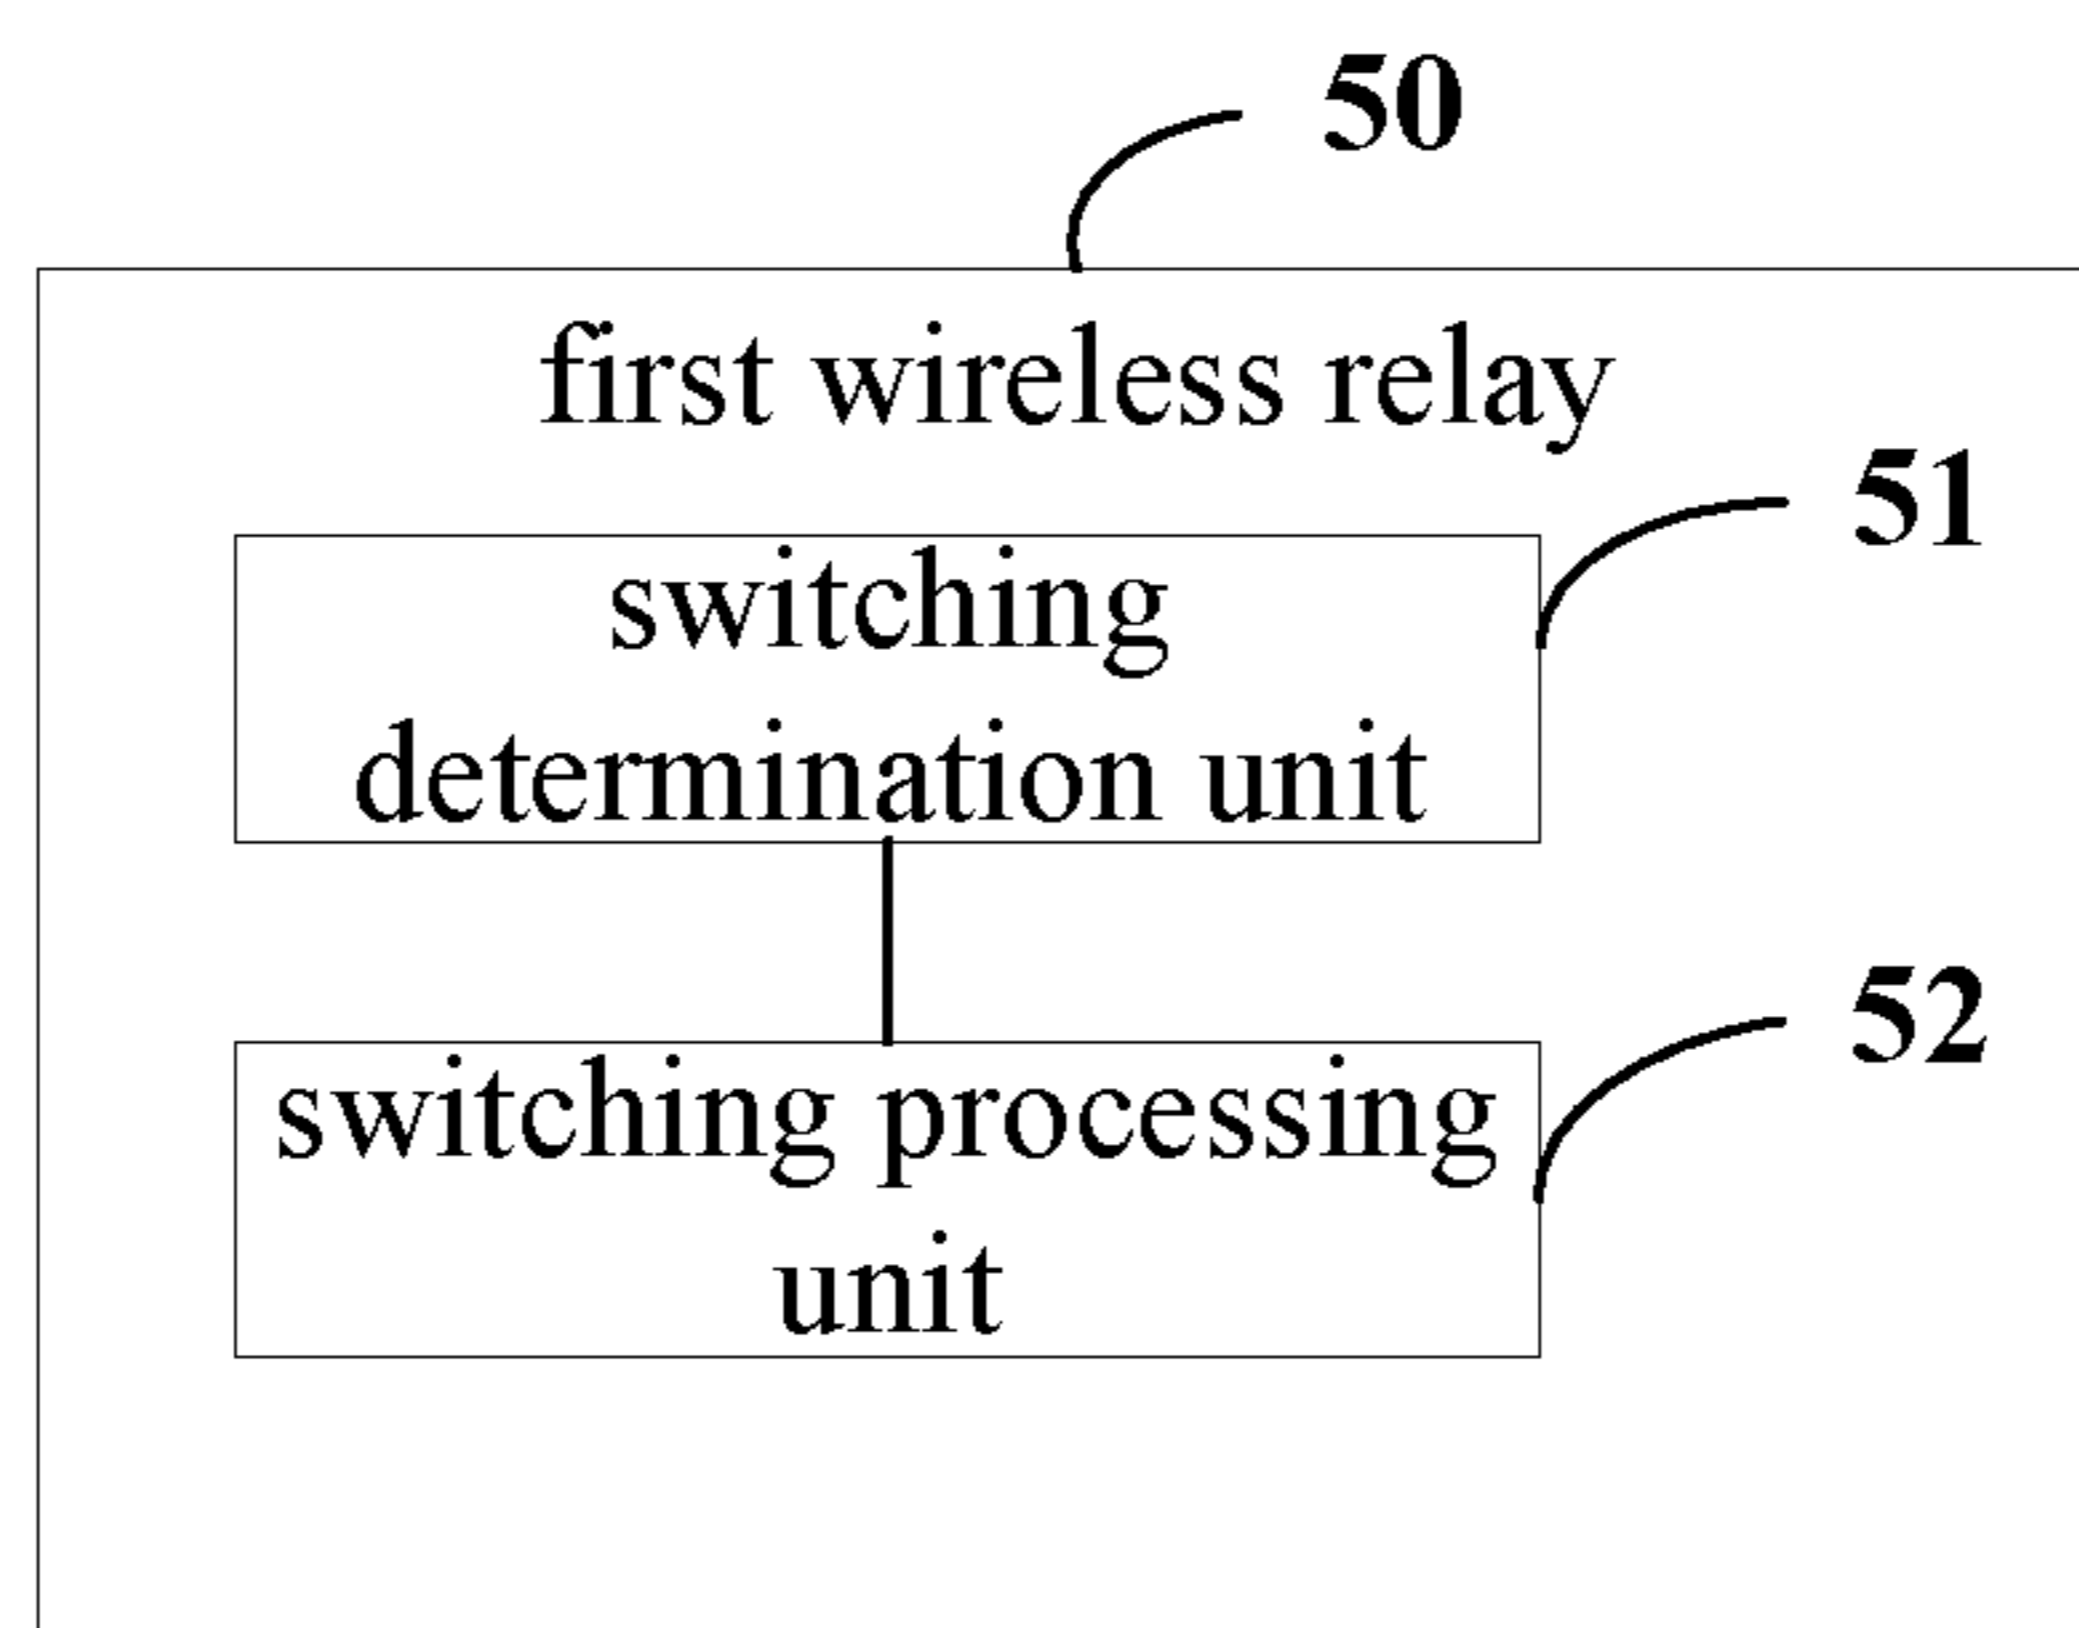 50
first wireless relay
51
switching
determination unit
52
switching processing
unit